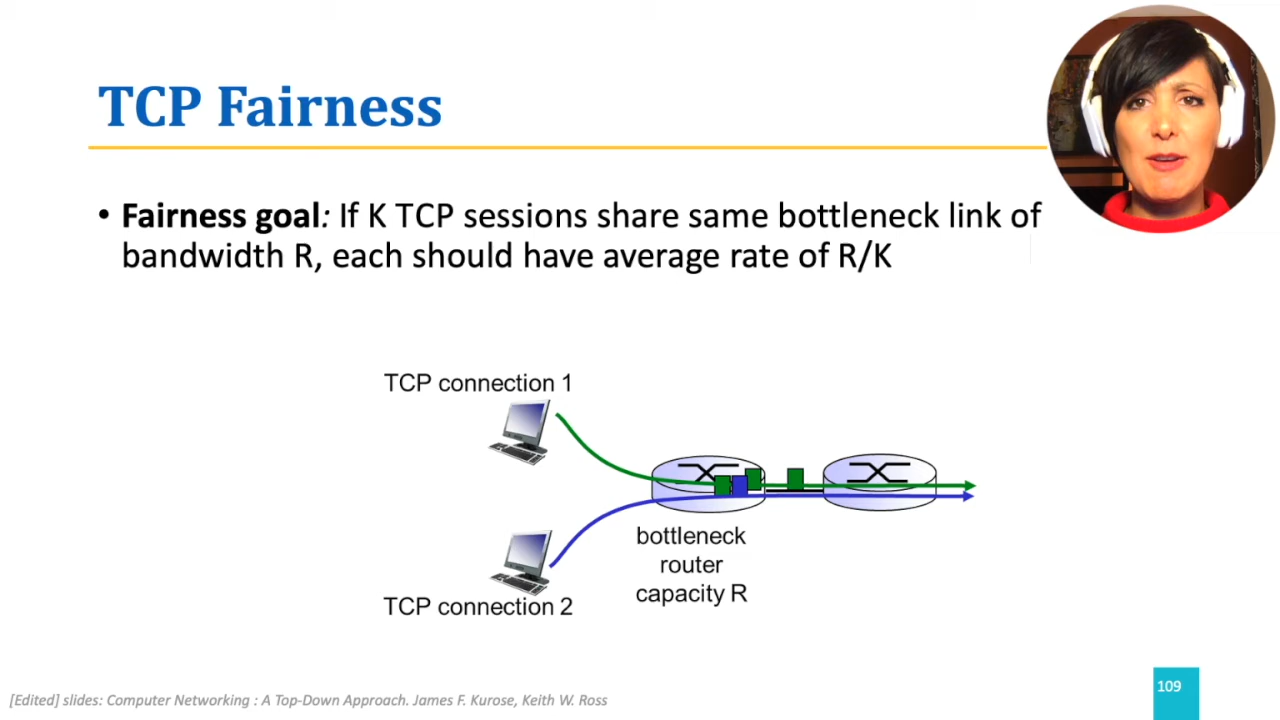 TCP Fairness
• Fairness goal: If K TCP sessions share same bottleneck link of
bandwidth R, each should have average rate of R/K
TCP connection 1
bottleneck
router
capacity R
TCP connection 2
[Edited] slides: Computer Networking : A Top-Down Approach. James F. Kurose, Keith W. Ross
109